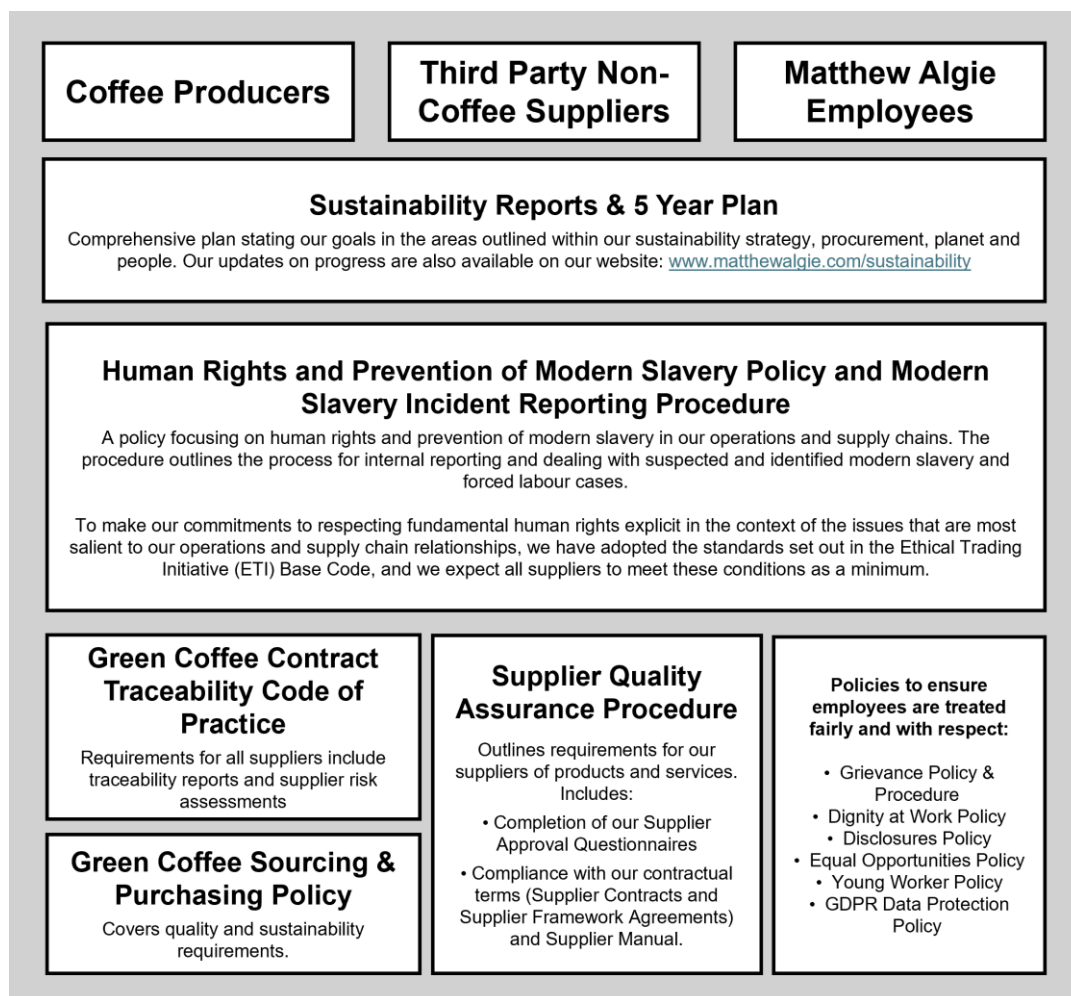 Coffee Producers
Third Party Non-
Coffee Suppliers
Matthew Algie
Employees
Sustainability Reports & 5 Year Plan
Comprehensive plan stating our goals in the areas outlined within our sustainability strategy, procurement, planet and
people. Our updates on progress are also available on our website: www.matthewalgie.com/sustainability
Human Rights and Prevention of Modern Slavery Policy and Modern
Slavery Incident Reporting Procedure
A policy focusing on human rights and prevention of modern slavery in our operations and supply chains. The
procedure outlines the process for internal reporting and dealing with suspected and identified modern slavery and
forced labour cases.
To make our commitments to respecting fundamental human rights explicit in the context of the issues that are most
salient to our operations and supply chain relationships, we have adopted the standards set out in the Ethical Trading
Initiative (ETI) Base Code, and we expect all suppliers to meet these conditions as a minimum.
Green Coffee Contract
Traceability Code of
Practice
Requirements for all suppliers include
traceability reports and supplier risk
assessments
Green Coffee Sourcing &
Purchasing Policy
Covers quality and sustainability
requirements.
Supplier Quality
Assurance Procedure
Outlines requirements for our
suppliers of products and services.
Includes:
• Completion of our Supplier
Approval Questionnaires
• Compliance with our contractual
terms (Supplier Contracts and
Supplier Framework Agreements)
and Supplier Manual.
Policies to ensure
employees are treated
fairly and with respect:
• Grievance Policy &
Procedure
• Dignity at Work Policy
• Disclosures Policy
• Equal Opportunities Policy
• Young Worker Policy
• GDPR Data Protection
Policy